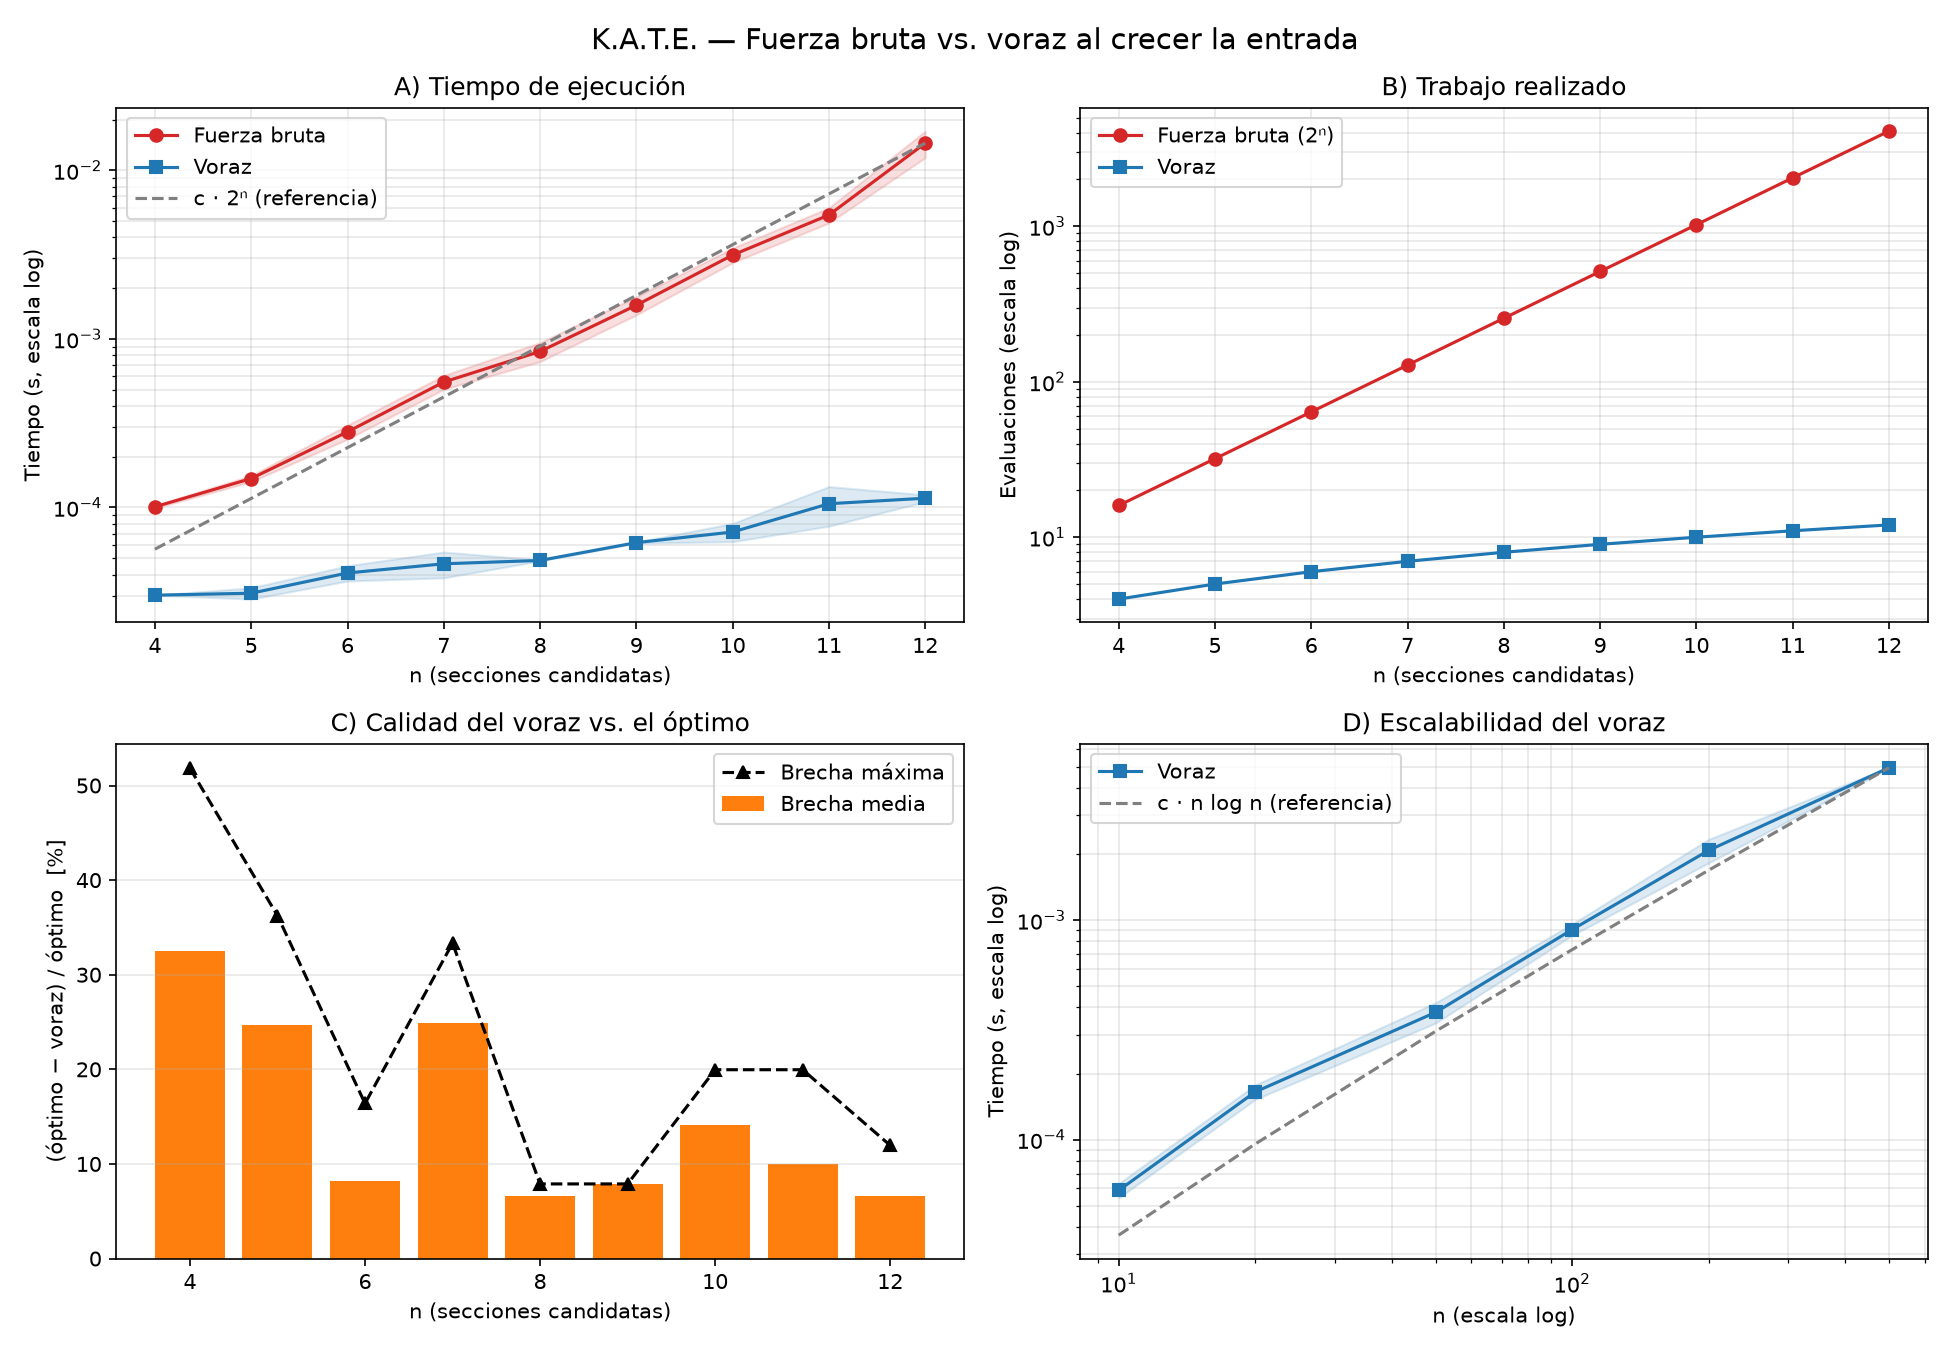 K.A.T.E. — Fuerza bruta vs. voraz al crecer la entrada
A) Tiempo de ejecución
Fuerza bruta
Voraz
c · 2ⁿ (referencia)
Tiempo (s, escala log)
10⁻²
10⁻³
10⁻⁴
4 5 6 7 8 9 10 11 12
n (secciones candidatas)
B) Trabajo realizado
Fuerza bruta (2ⁿ)
Voraz
Evaluaciones (escala log)
10³
10²
10¹
4 5 6 7 8 9 10 11 12
n (secciones candidatas)
C) Calidad del voraz vs. el óptimo
Brecha máxima
Brecha media
(óptimo − voraz) / óptimo [%]
50
40
30
20
10
0
4 6 8 10 12
n (secciones candidatas)
D) Escalabilidad del voraz
Voraz
c · n log n (referencia)
Tiempo (s, escala log)
10⁻³
10⁻⁴
10¹ 10²
n (escala log)